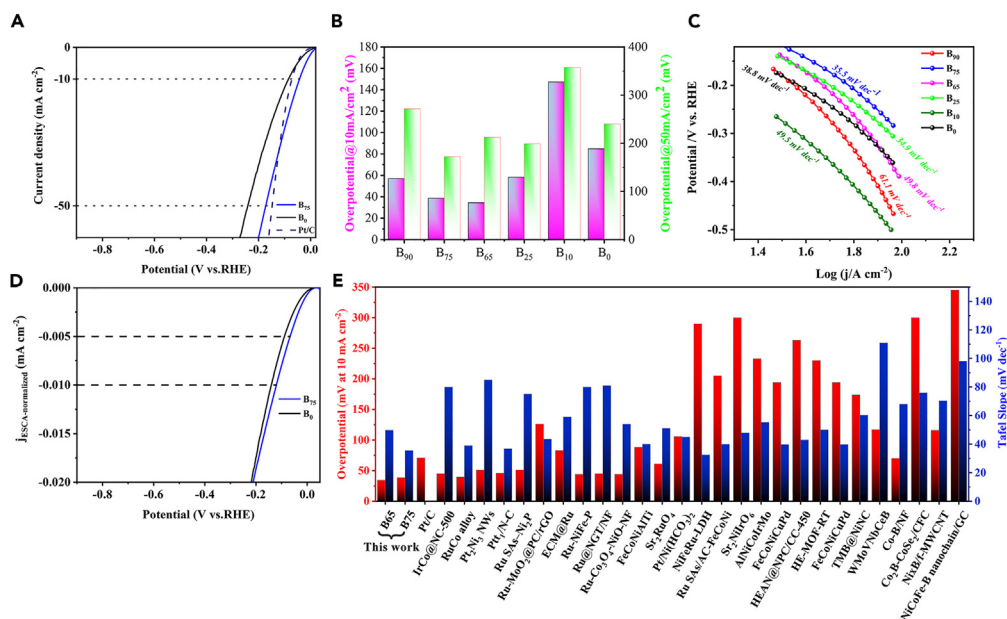 A
0
-10
-50
Current density (mA cm⁻²)
B₇₅
B₀
Pt/C
-0.8
-0.6
-0.4
-0.2
0.0
Potential (V vs.RHE)
B
180
160
140
120
100
80
60
40
20
0
Overpotential@10mA/cm² (mV)
400
300
200
100
0
Overpotential@50mA/cm² (mV)
B₉₀
B₇₅
B₆₅
B₂₅
B₁₀
B₀
C
-0.2
-0.3
-0.4
-0.5
Potential /V vs. RHE
35.5 mV dec⁻¹
38.8 mV dec⁻¹
34.9 mV dec⁻¹
49.5 mV dec⁻¹
49.8 mV dec⁻¹
61.1 mV dec⁻¹
B₉₀
B₇₅
B₆₅
B₂₅
B₁₀
B₀
1.4
1.6
1.8
2.0
2.2
Log (j/A cm⁻²)
D
0.000
-0.005
-0.010
-0.015
-0.020
jESCA-normalized (mA cm⁻²)
B₇₅
B₀
-0.8
-0.6
-0.4
-0.2
0.0
Potential (V vs.RHE)
E
350
300
250
200
150
100
50
0
Overpotential (mV at 10 mA cm⁻²)
140
120
100
80
60
40
20
0
Tafel Slope (mV dec⁻¹)
B65
B75
This work
Pt/C
IrCo@NC-500
RuCo alloy
Pt₃Ni₃ NWs
Pt₁/N-C
Ru SAs–Ni₂P
Ru-MoO₂@PC/rGO
ECM@Ru
Ru-NiFe-P
Ru@NGT/NF
Ru-Co₃O₄-NiO-NF
FeCoNiAlTi
Sr₂RuO₄
Pt/Ni(HCO₃)₂
NiFeRu-LDH
Ru SAs/AC-FeCoNi
Sr₂NiIrO₆
AlNiCoIrMo
FeCoNiCuPd
HEAN@NPC/CC-450
HE-MOF-RT
FeCoNiCuPd
TMB@NiNC
WMoVNbCeB
Co-B/NF
Co₂B-CoSe₂/CFC
NixB/f-MWCNT
NiCoFe-B nanochain/GC